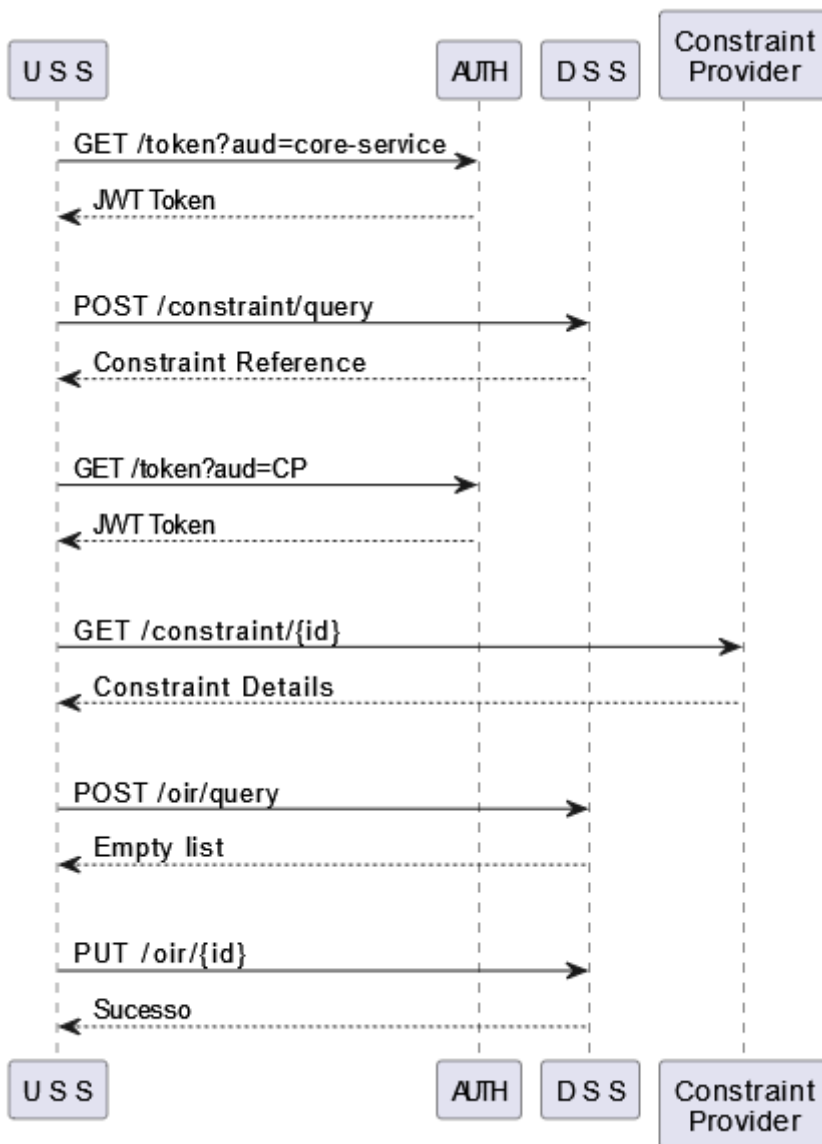 USS
AUTH
DSS
Constraint
Provider
GET /token?aud=core-service
JWT Token
POST /constraint/query
Constraint Reference
GET /token?aud=CP
JWT Token
GET /constraint/{id}
Constraint Details
POST /oir/query
Empty list
PUT /oir/{id}
Sucesso
USS
AUTH
DSS
Constraint
Provider